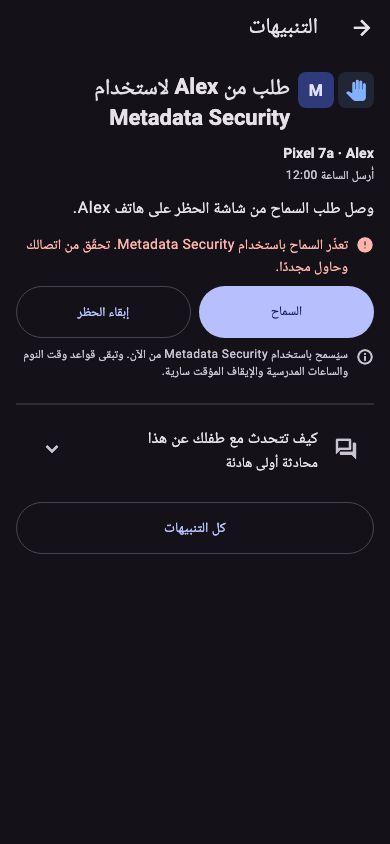 التنبيهات
M
طلب من Alex لاستخدام
Metadata Security
Pixel 7a · Alex
أُرسل الساعة 12:00
وصل طلب السماح من شاشة الحظر على هاتف Alex.
تعذّر السماح باستخدام Metadata Security. تحقّق من اتصالك
وحاول مجددًا.
السماح
إبقاء الحظر
سيُسمح باستخدام Metadata Security من الآن. وتبقى قواعد وقت النوم
والساعات المدرسية والإيقاف المؤقت سارية.
كيف تتحدث مع طفلك عن هذا
محادثة أولى هادئة
كل التنبيهات